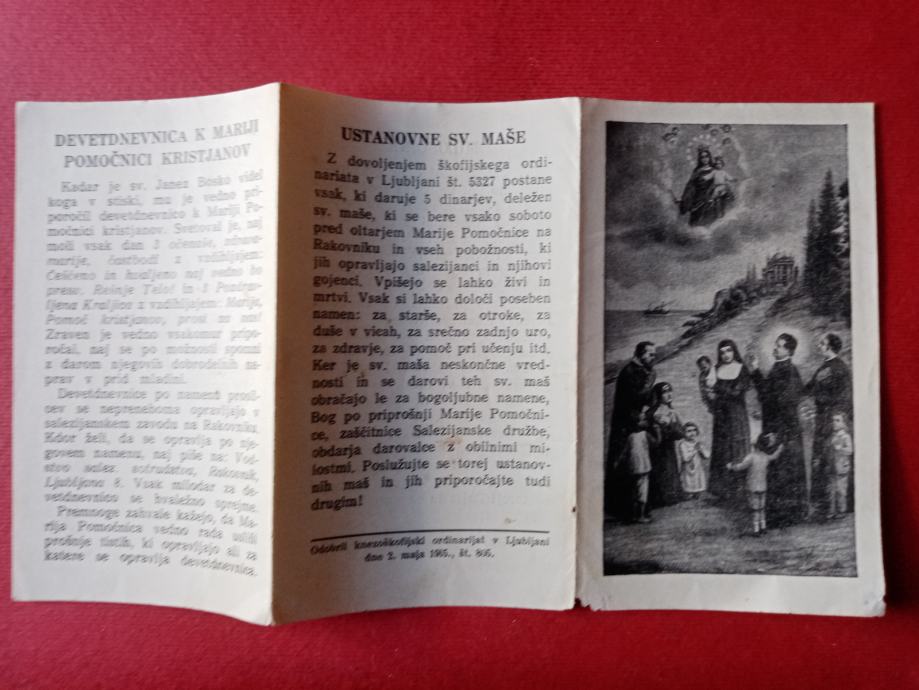 DEVETDNEVNICA K MARIJI
POMOČNICI KRISTJANOV
Kadar je sv. Janez Bosko videl
koga v stiski, mu je vedno pri-
poročil devetdnevnico k Mariji Po-
močnici kristjanov. Svetoval je, naj
moli vsak dan 3 očenaše, zdrava-
marije, častbodi z vzdihljajem:
Češčeno in hvaljeno naj vedno bo
presv. Rešnje Telo! in 3 Pozdrav-
ljena Kraljica z vzdihljajem: Marija,
Pomoč kristjanov, prosi za nas!
Zraven je vedno vsakomur pripo-
ročal, naj se po možnosti spomni
z darom njegovih dobrodelnih na-
prav v prid mladini.
Devetdnevnice po namenu prosil-
cev se neprenehoma opravljajo v
salezijanskem zavodu na Rakovniku.
Kdor želi, da se opravlja po nje-
govem namenu, naj piše na: Vod-
stvo salez. sotrudstva, Rakovnik,
Ljubljana 8. Vsak milodar za de-
vetdnevnico se hvaležno sprejme.
Premnoge zahvale kažejo, da Ma-
rija Pomočnica vedno rada usliši
prošnje tistih, ki opravljajo ali za
katere se opravlja devetdnevnica.
USTANOVNE SV. MAŠE
Z dovoljenjem škofijskega ordi-
nariata v Ljubljani št. 5327 postane
vsak, ki daruje 5 dinarjev, deležen
sv. maše, ki se bere vsako soboto
pred oltarjem Marije Pomočnice na
Rakovniku in vseh pobožnosti, ki
jih opravljajo salezijanci in njihovi
gojenci. Vpišejo se lahko živi in
mrtvi. Vsak si lahko določi poseben
namen: za starše, za otroke, za
duše v vicah, za srečno zadnjo uro,
za zdravje, za pomoč pri učenju itd.
Ker je sv. maša neskončne vred-
nosti in se darovi teh sv. maš
obračajo le za bogoljubne namene,
Bog po priprošnji Marije Pomočni-
ce, zaščitnice Salezijanske družbe,
obdarja darovalce z obilnimi mi-
lostmi. Poslužujte se torej ustanov-
nih maš in jih priporočajte tudi
drugim!
Odobril knezoškofijski ordinarijat v Ljubljani
dne 2. maja